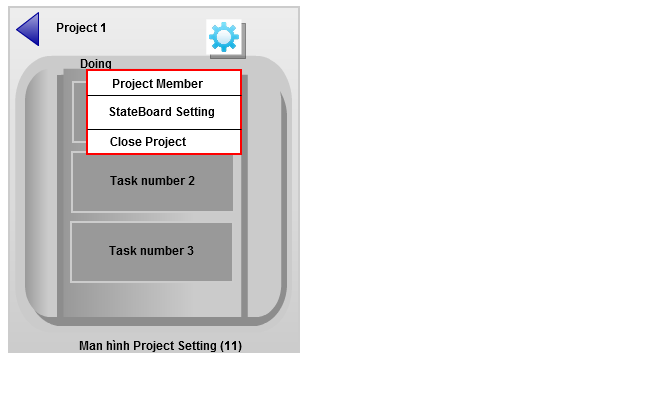 Project 1
Doing
Project Member
StateBoard Setting
Close Project
Task number 2
Task number 3
Man hình Project Setting (11)